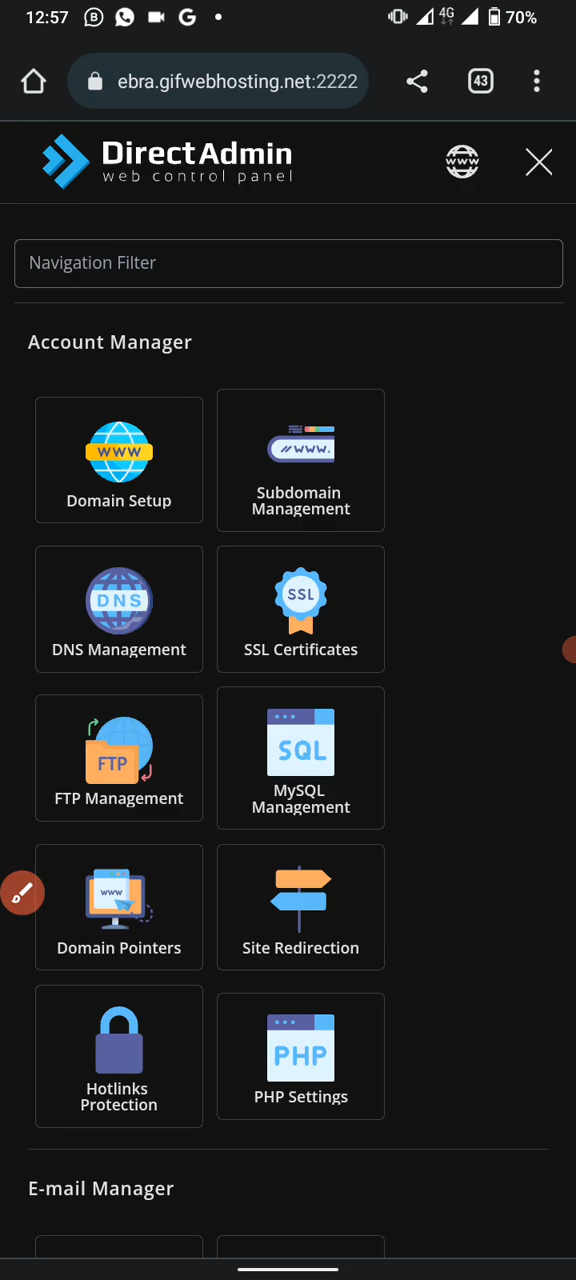 12:57
4G
70%
ebra.gifwebhosting.net:2222
43
DirectAdmin
web control panel
WWW
Navigation Filter
Account Manager
WWW
Domain Setup
//www.
Subdomain
Management
DNS
DNS Management
SSL
SSL Certificates
FTP
FTP Management
SQL
MySQL
Management
www
Domain Pointers
Site Redirection
Hotlinks
Protection
PHP
PHP Settings
E-mail Manager